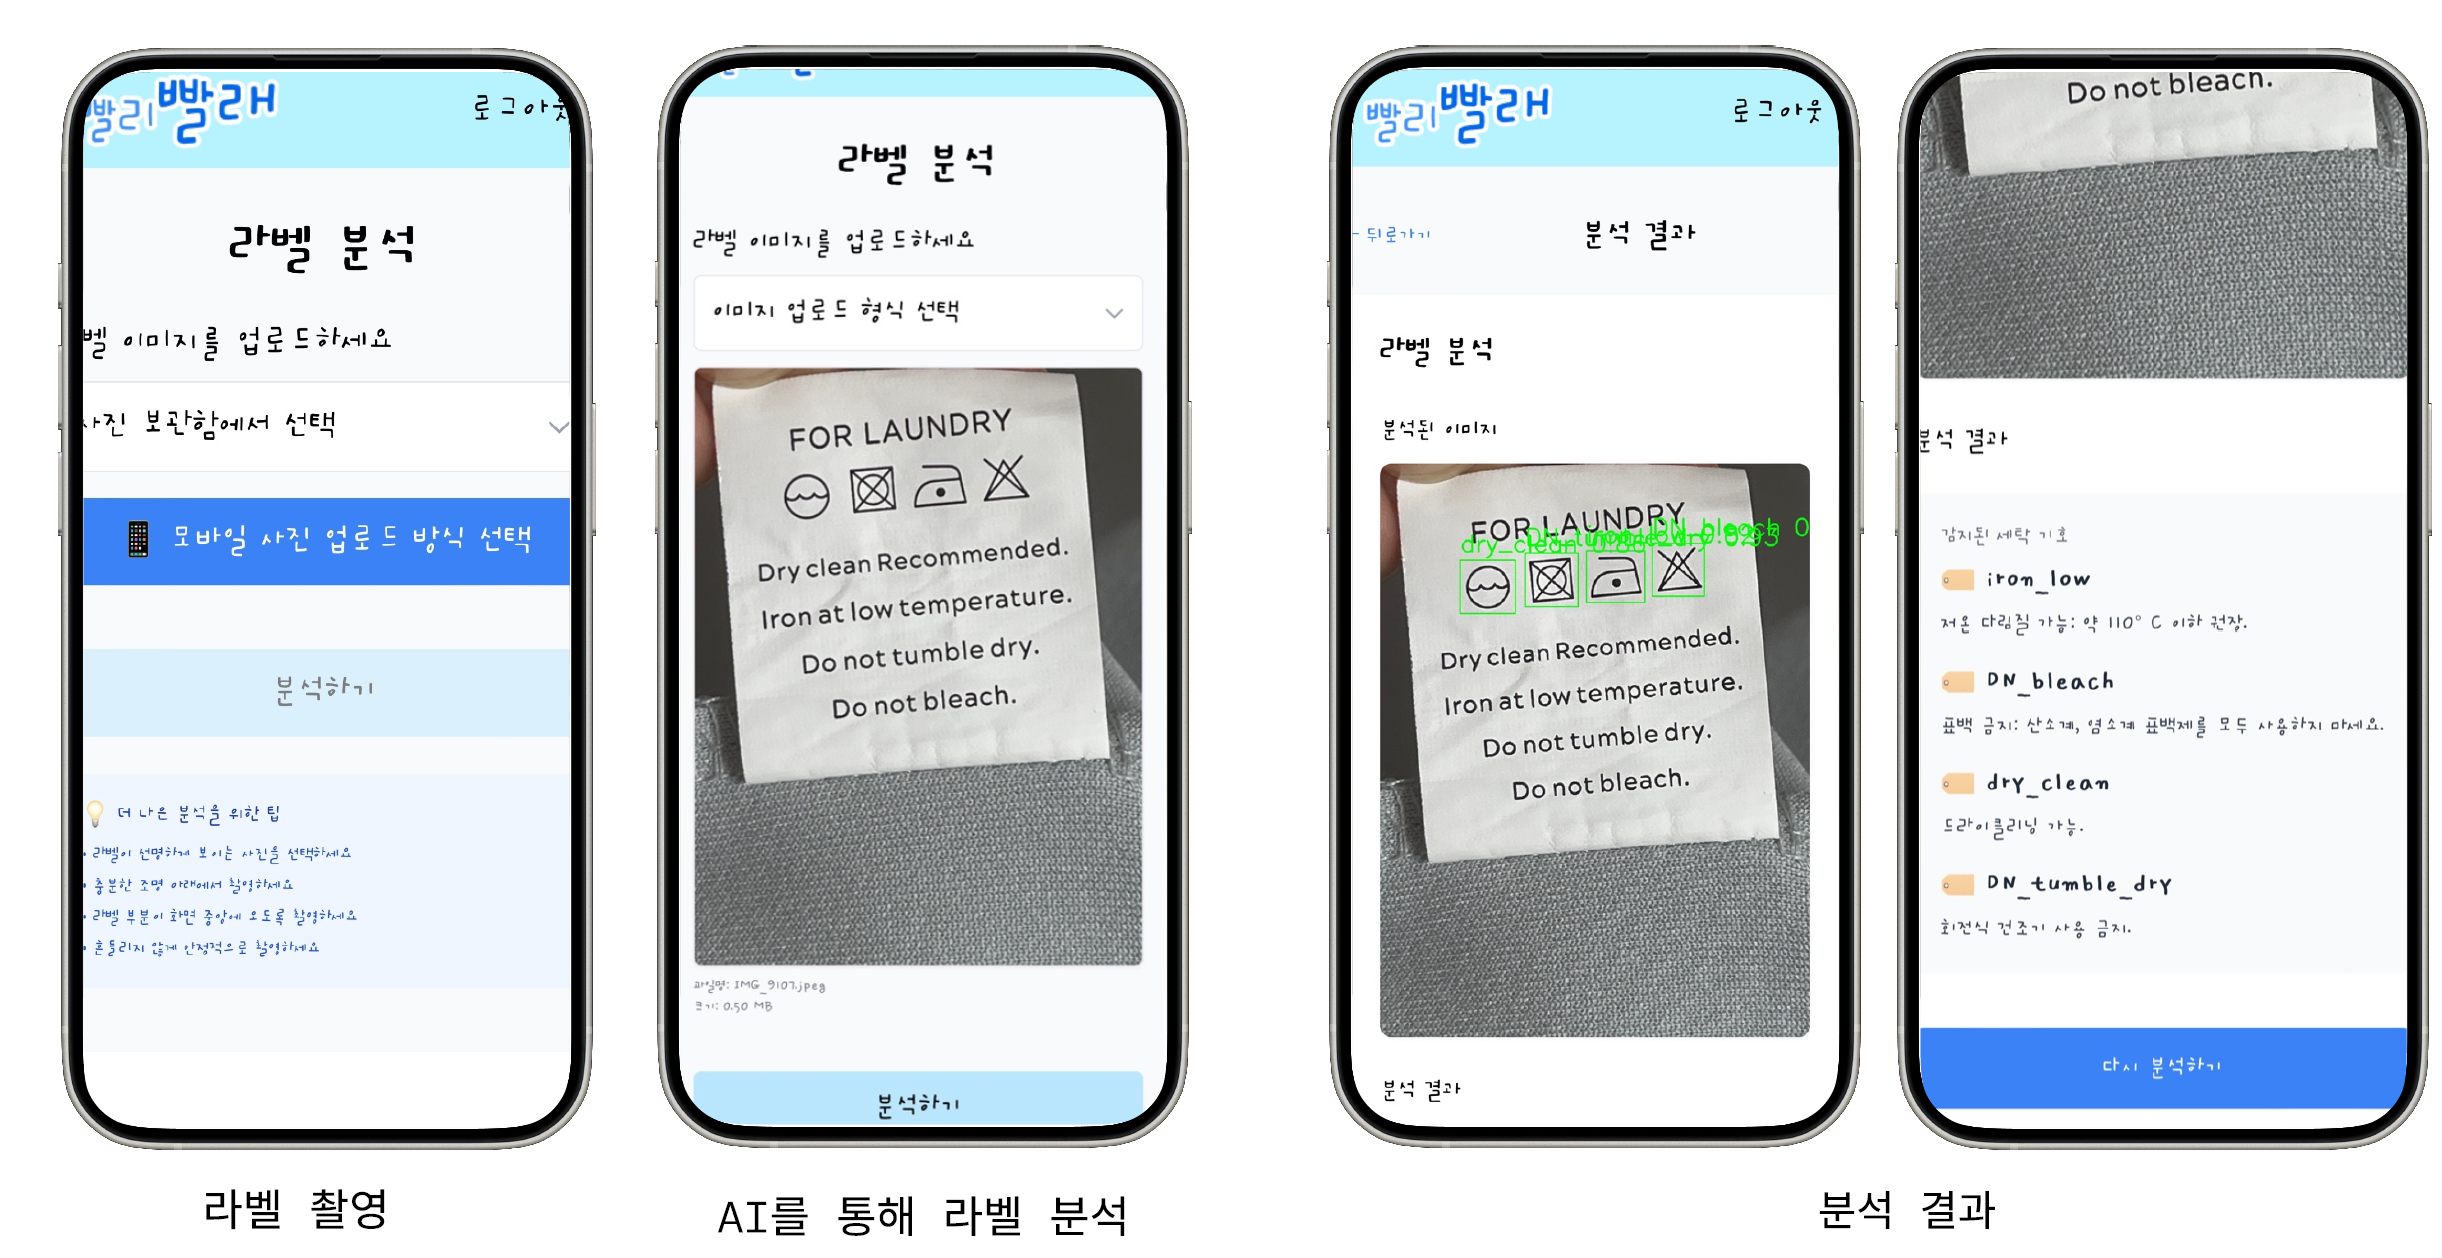 빨리빨래
로그아웃
라벨 분석
벨 이미지를 업로드하세요
사진 보관함에서 선택
모바일 사진 업로드 방식 선택
분석하기
더 나은 분석을 위한 팁
• 라벨이 선명하게 보이는 사진을 선택하세요
• 충분한 조명 아래에서 촬영하세요
• 라벨 부분이 화면 중앙에 오도록 촬영하세요
• 흔들리지 않게 안정적으로 촬영하세요
라벨 촬영
라벨 분석
라벨 이미지를 업로드하세요
이미지 업로드 형식 선택
FOR LAUNDRY
Dry clean Recommended.
Iron at low temperature.
Do not tumble dry.
Do not bleach.
파일명: IMG_9107.jpeg
크기: 0.50 MB
분석하기
AI를 통해 라벨 분석
빨리빨래
로그아웃
뒤로가기
분석 결과
라벨 분석
분석된 이미지
FOR LAUNDRY
dry_clean
DN_bleach
Dry clean Recommended.
Iron at low temperature.
Do not tumble dry.
Do not bleach.
분석 결과
Do not bleach.
분석 결과
감지된 세탁 기호
iron_low
저온 다림질 가능: 약 110° C 이하 권장.
DN_bleach
표백 금지: 산소계, 염소계 표백제를 모두 사용하지 마세요.
dry_clean
드라이클리닝 가능.
DN_tumble_dry
회전식 건조기 사용 금지.
다시 분석하기
분석 결과